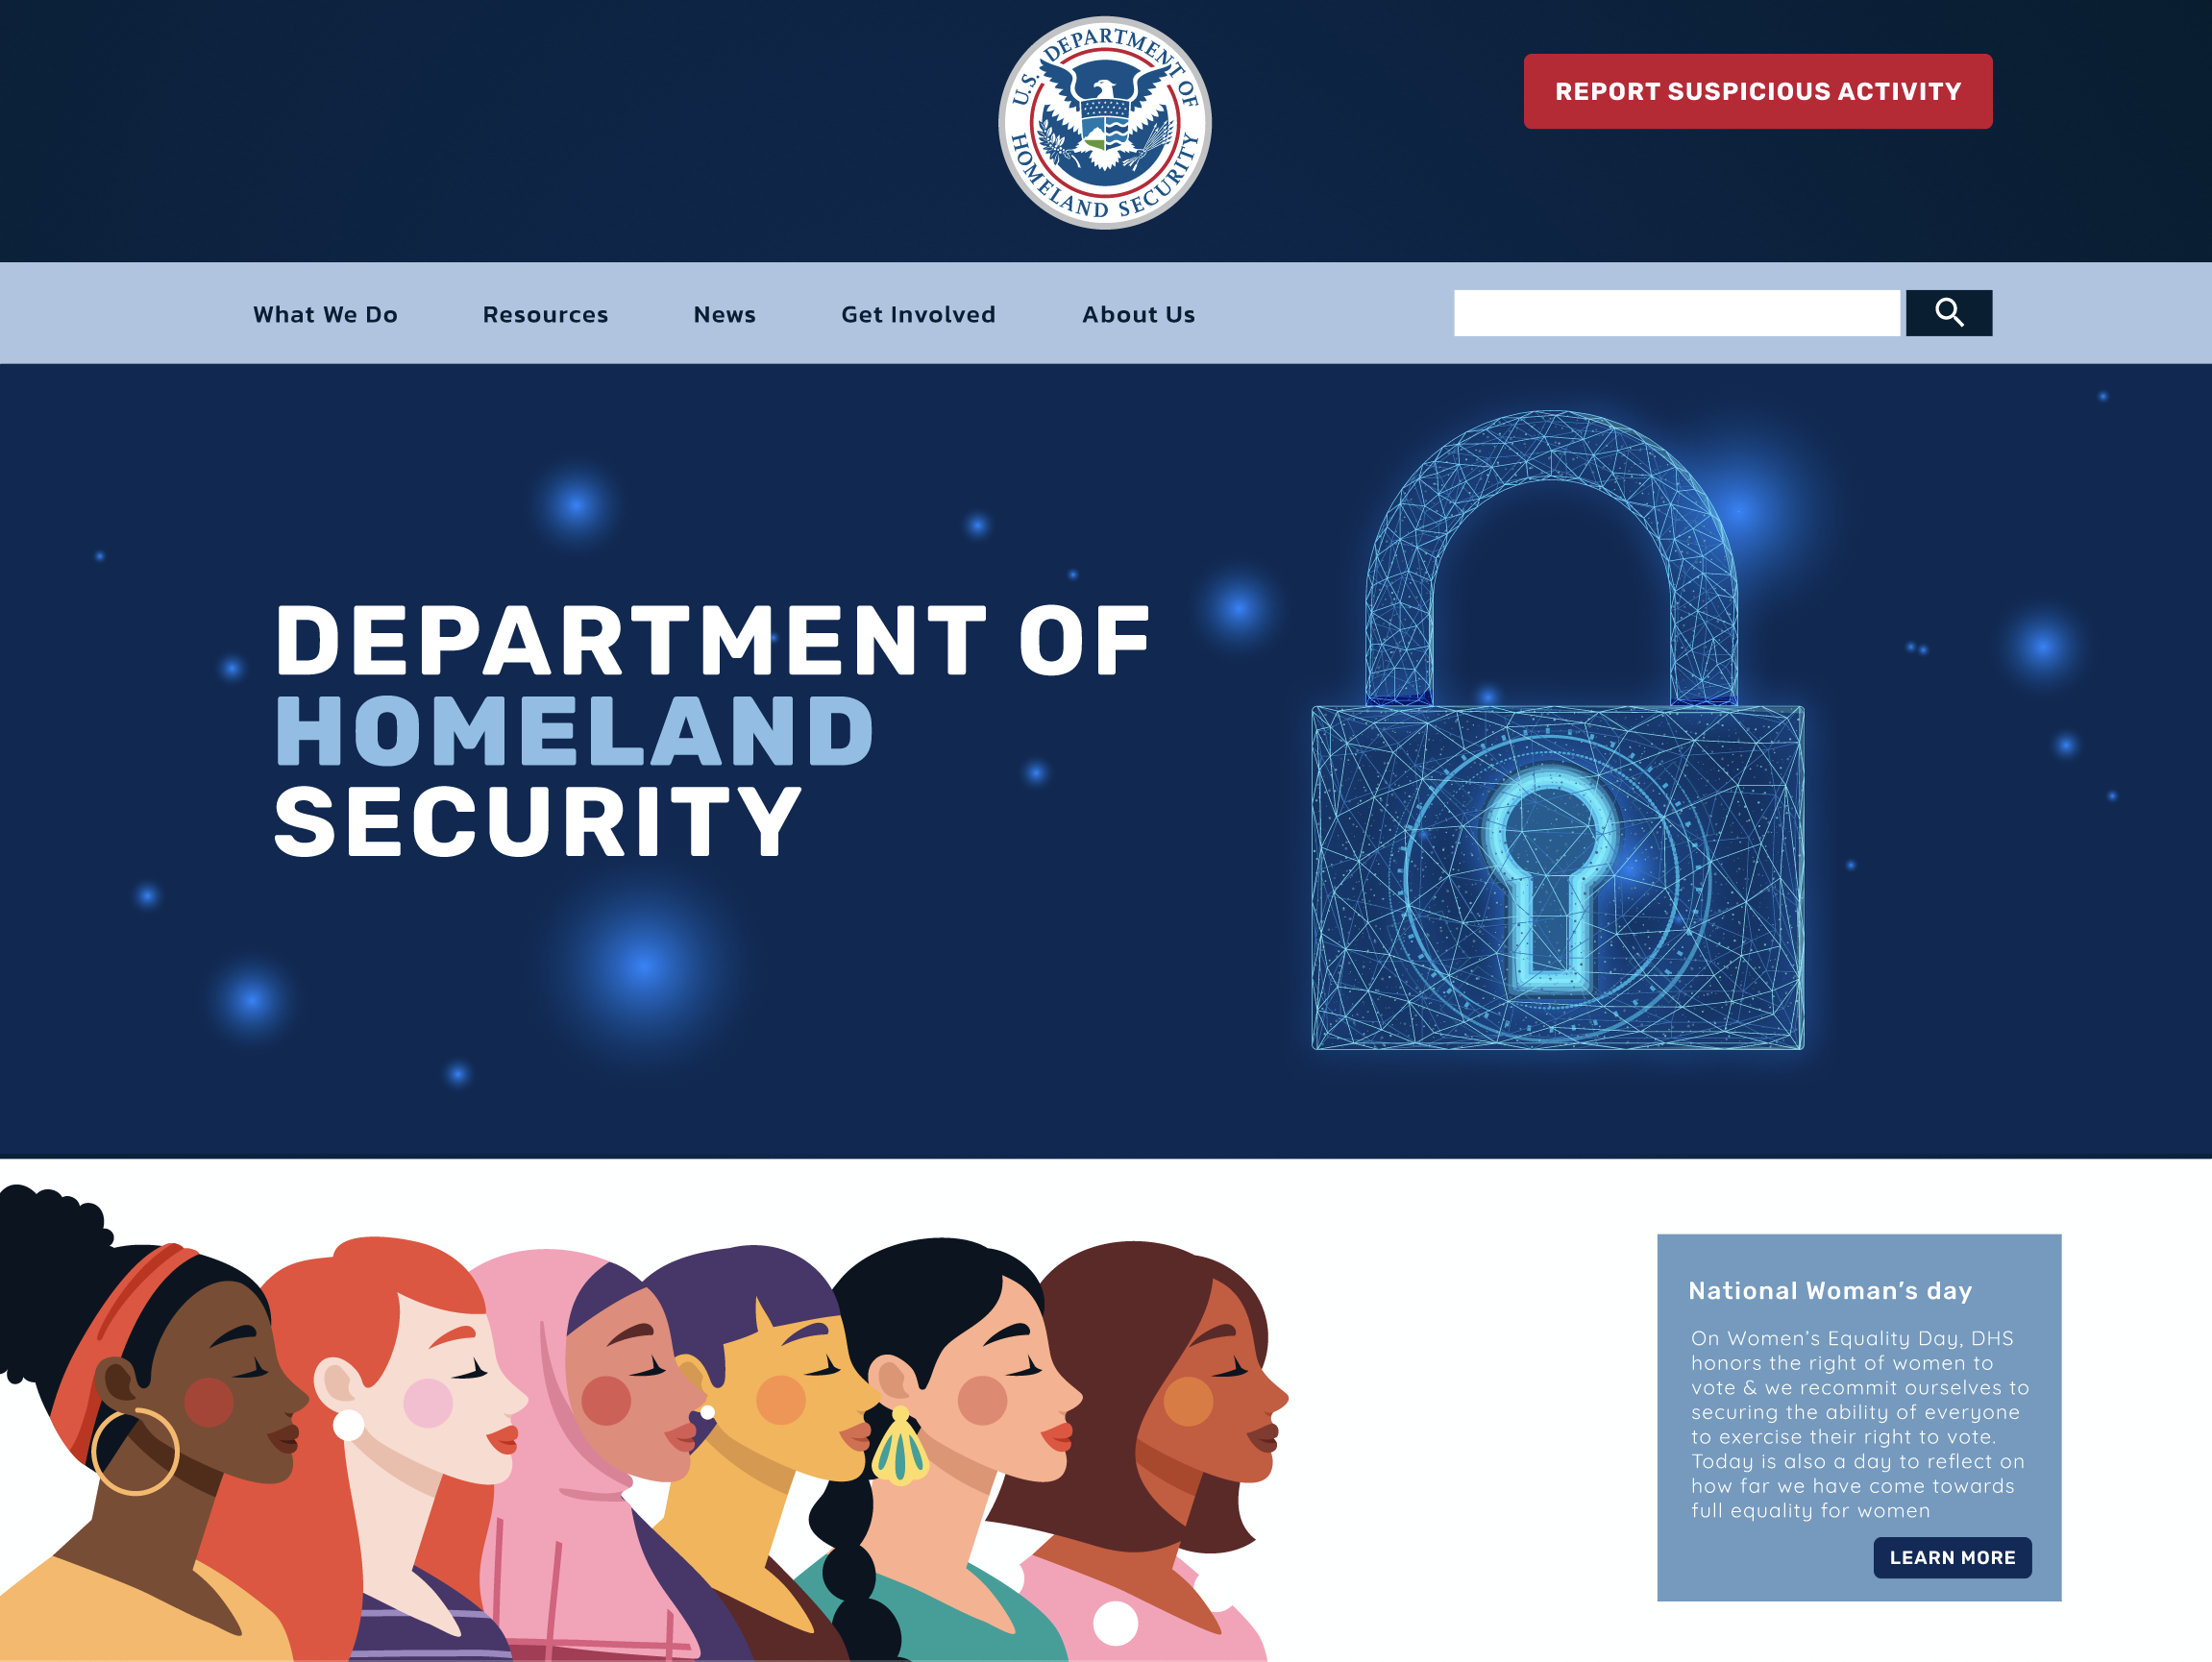 U.S. DEPARTMENT OF
HOMELAND SECURITY
REPORT SUSPICIOUS ACTIVITY
What We Do
Resources
News
Get Involved
About Us
DEPARTMENT OF
HOMELAND
SECURITY
National Woman’s day
On Women’s Equality Day, DHS
honors the right of women to
vote & we recommit ourselves to
securing the ability of everyone
to exercise their right to vote.
Today is also a day to reflect on
how far we have come towards
full equality for women
LEARN MORE